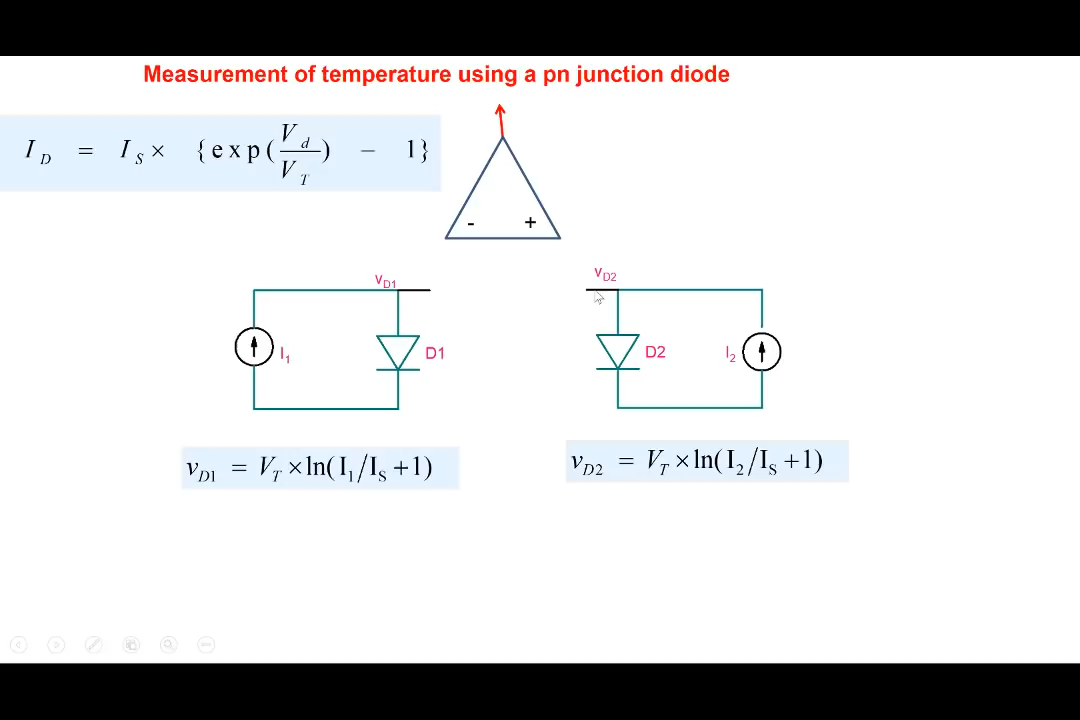 Measurement of temperature using a pn junction diode
I_D = I_S × {exp(V_d/V_T) − 1}
- +
v_D1
v_D2
I_1
D1
D2
I_2
v_D1 = V_T × ln(I_1/I_S + 1)
v_D2 = V_T × ln(I_2/I_S + 1)